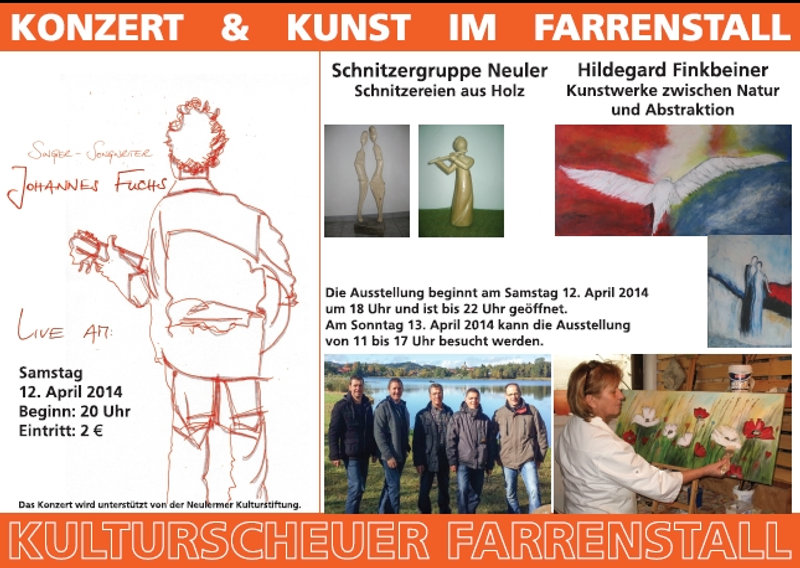 KONZERT & KUNST IM FARRENSTALL
SINGER-SONGWRITER
JOHANNES FUCHS
LIVE AM:
Samstag
12. April 2014
Beginn: 20 Uhr
Eintritt: 2 €
Das Konzert wird unterstützt von der Neulermer Kulturstiftung.
Schnitzergruppe Neuler
Schnitzereien aus Holz
Hildegard Finkbeiner
Kunstwerke zwischen Natur
und Abstraktion
Die Ausstellung beginnt am Samstag 12. April 2014
um 18 Uhr und ist bis 22 Uhr geöffnet.
Am Sonntag 13. April 2014 kann die Ausstellung
von 11 bis 17 Uhr besucht werden.
KULTURSCHEUER FARRENSTALL